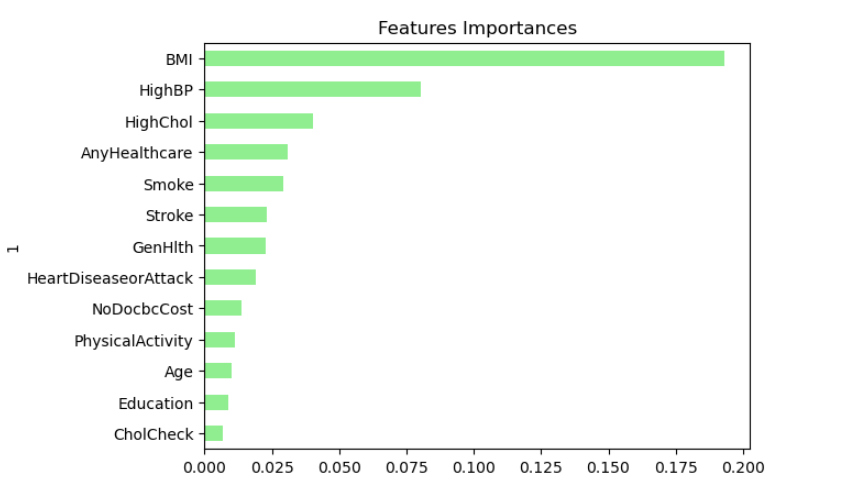 Features Importances
BMI
HighBP
HighChol
AnyHealthcare
Smoke
Stroke
GenHlth
HeartDiseaseorAttack
NoDocbcCost
PhysicalActivity
Age
Education
CholCheck
1
0.000 0.025 0.050 0.075 0.100 0.125 0.150 0.175 0.200